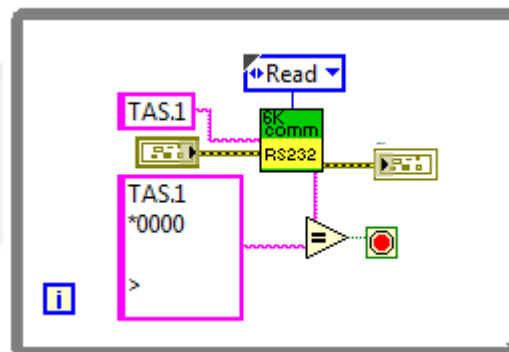 Read
TAS.1
6K
comm
RS232
TAS.1
*0000
>
=
i